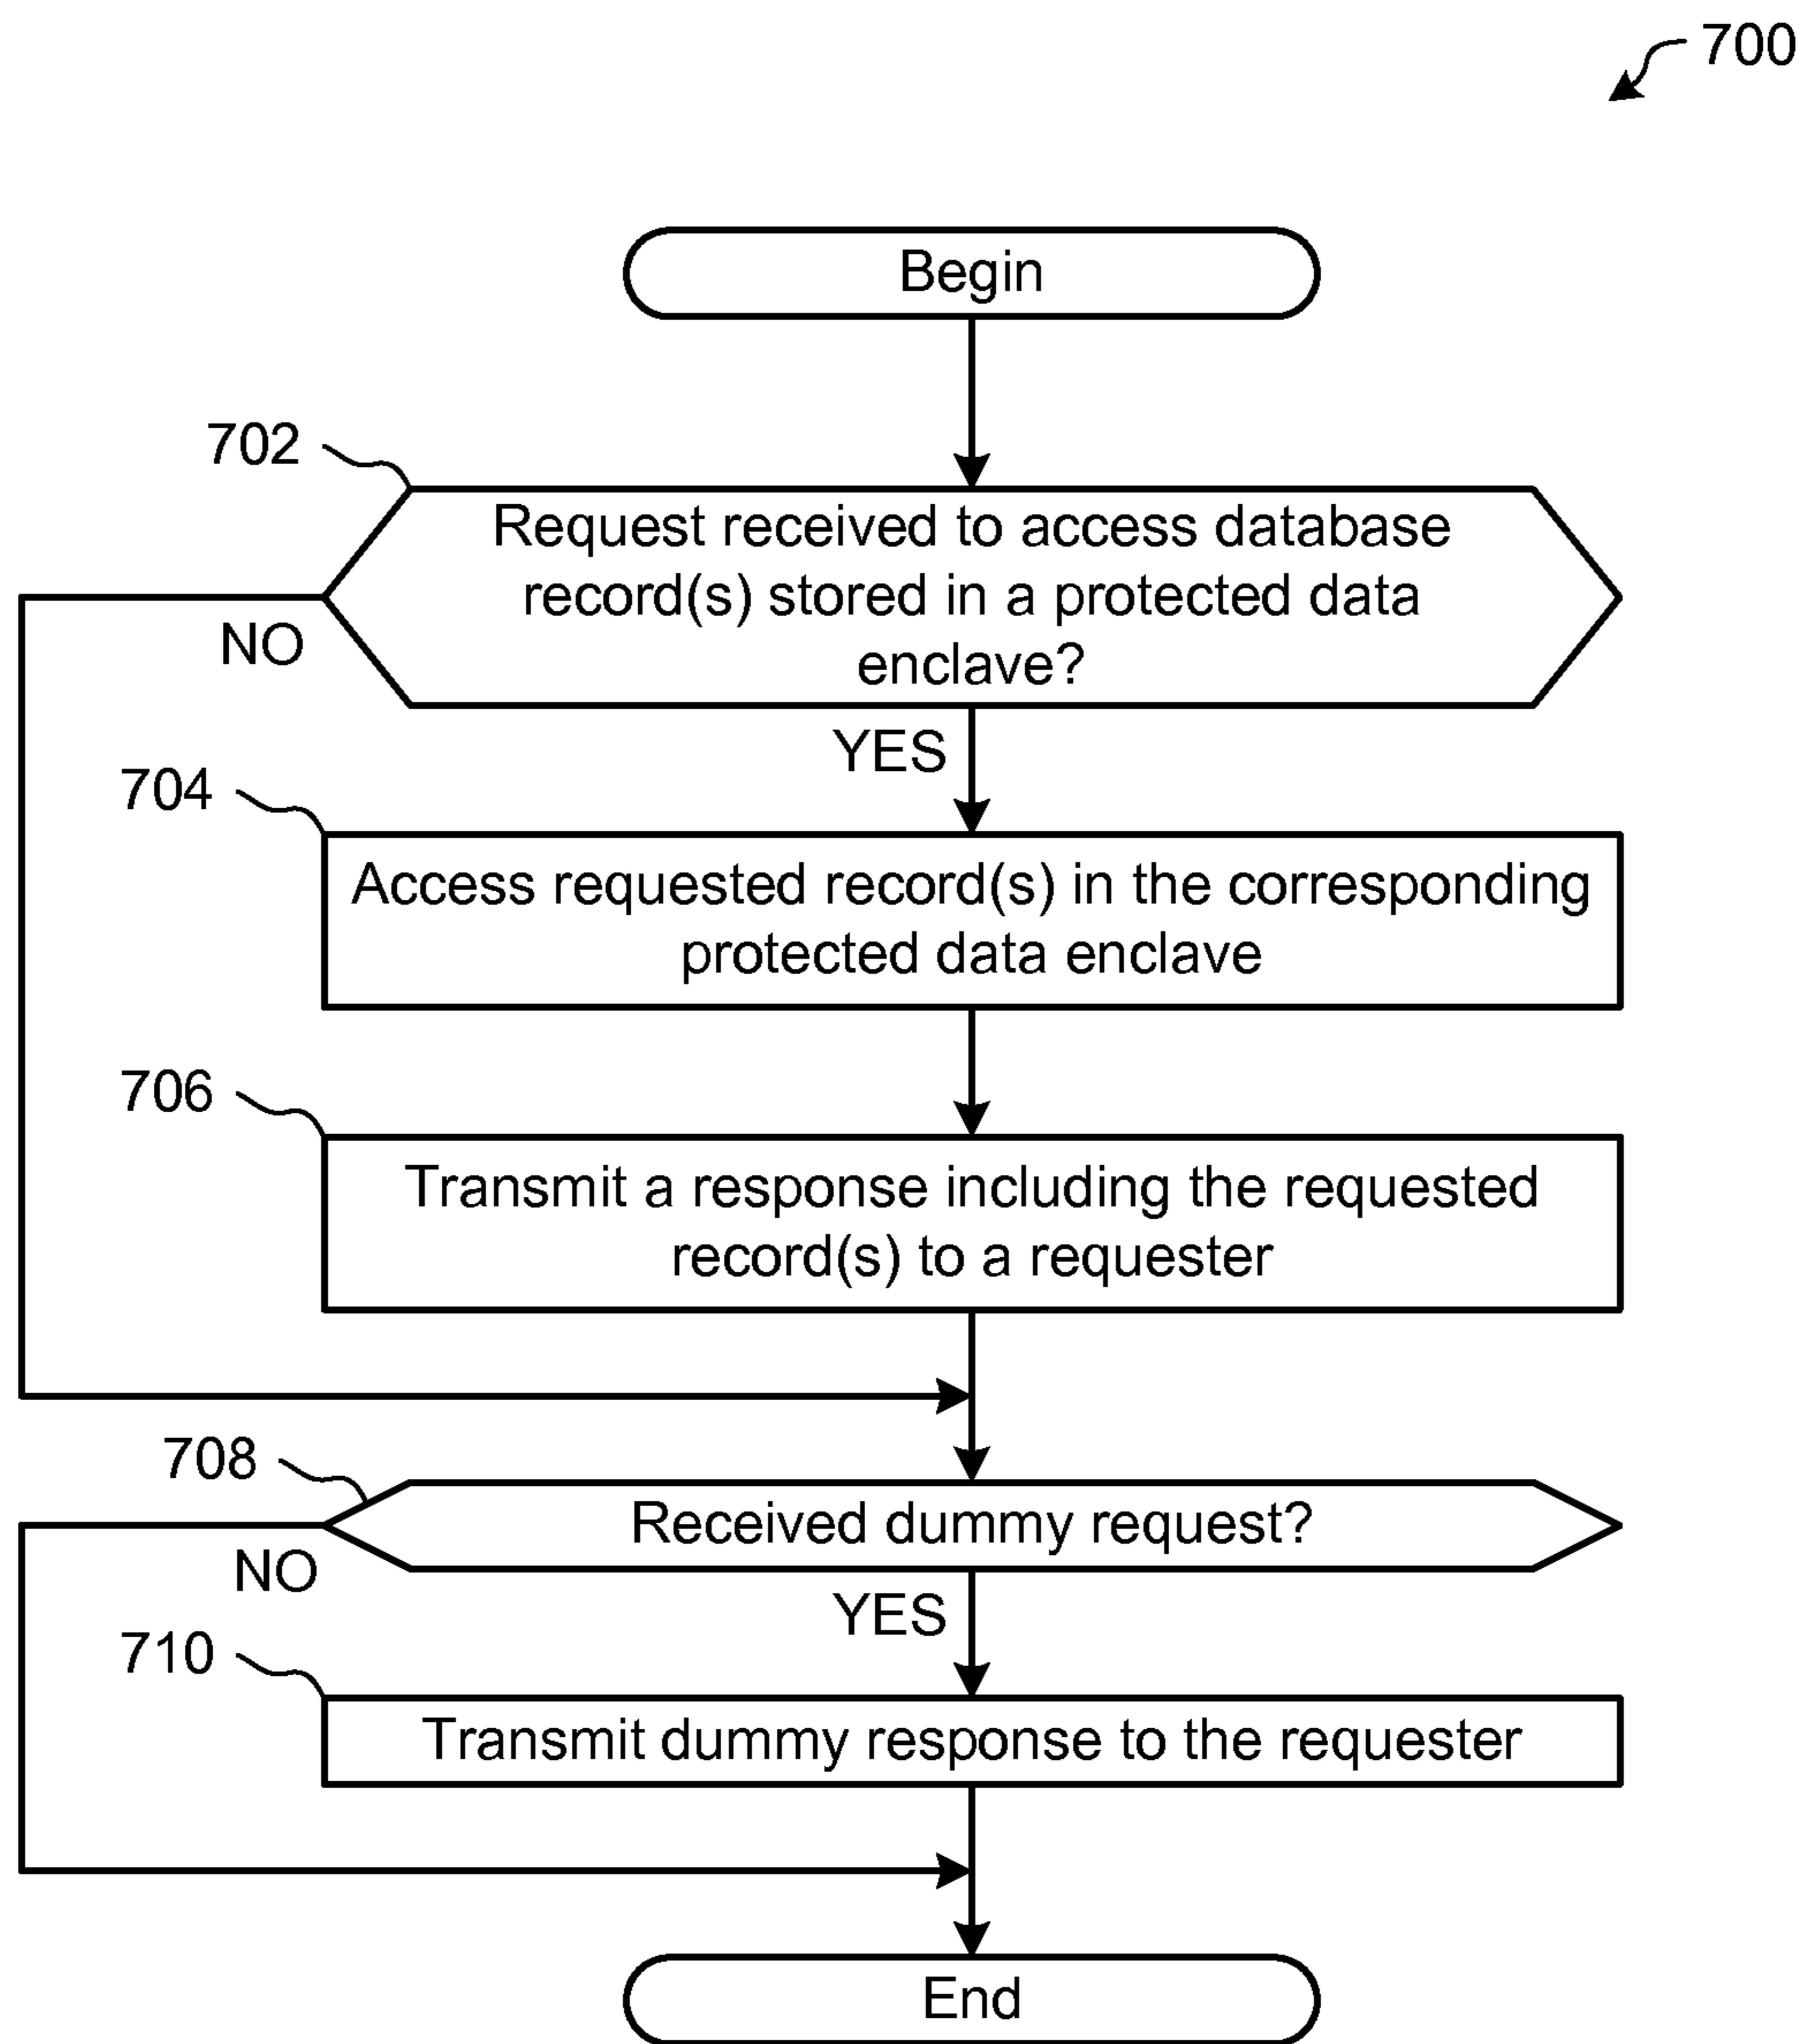 700
Begin
702
Request received to access database
record(s) stored in a protected data
enclave?
NO
YES
704
Access requested record(s) in the corresponding
protected data enclave
706
Transmit a response including the requested
record(s) to a requester
708
Received dummy request?
NO
YES
710
Transmit dummy response to the requester
End